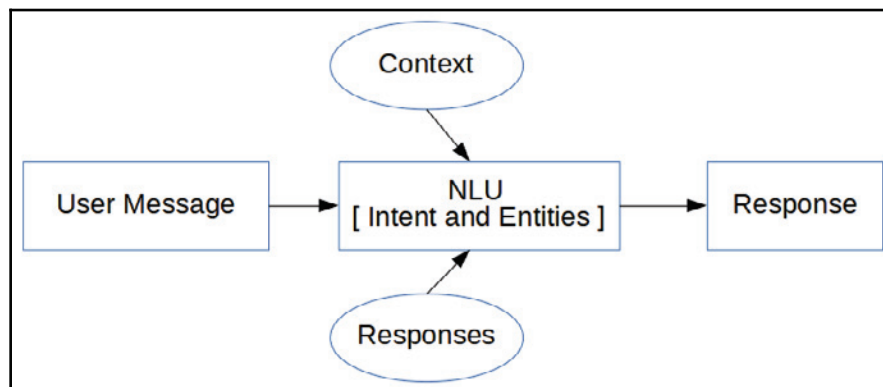 Context
User Message
NLU
[ Intent and Entities ]
Response
Responses